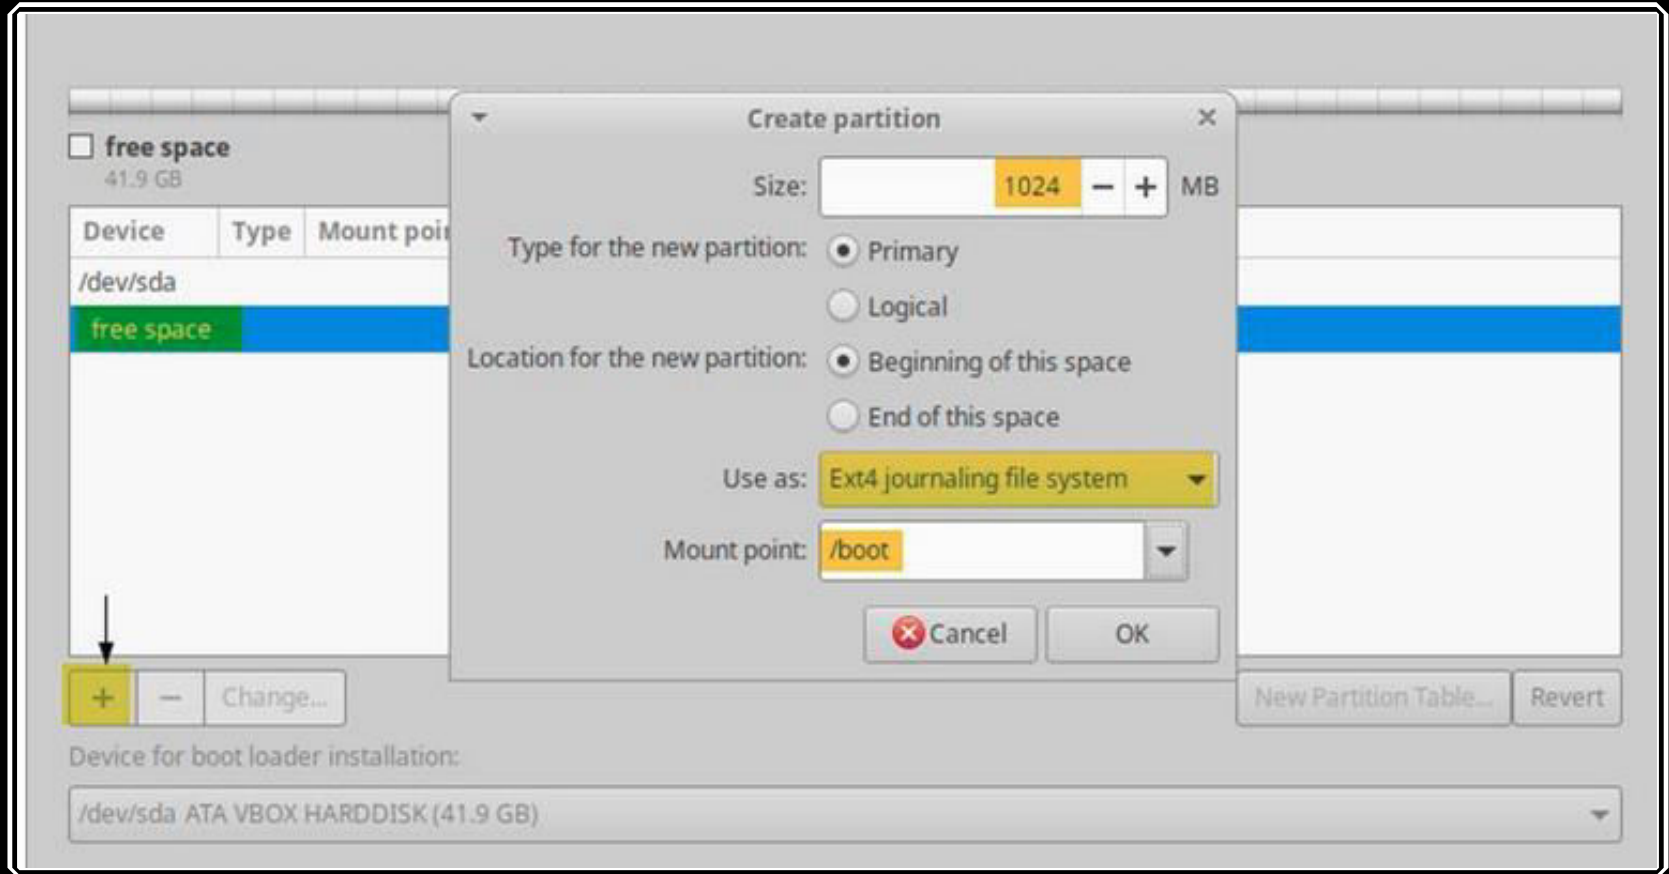 Create partition
free space
41.9 GB
Size: 1024 − + MB
Device Type Mount poi
Type for the new partition: Primary
/dev/sda
Logical
free space
Location for the new partition: Beginning of this space
End of this space
Use as: Ext4 journaling file system
Mount point: /boot
Cancel OK
+ − Change... New Partition Table... Revert
Device for boot loader installation:
/dev/sda ATA VBOX HARDDISK (41.9 GB)